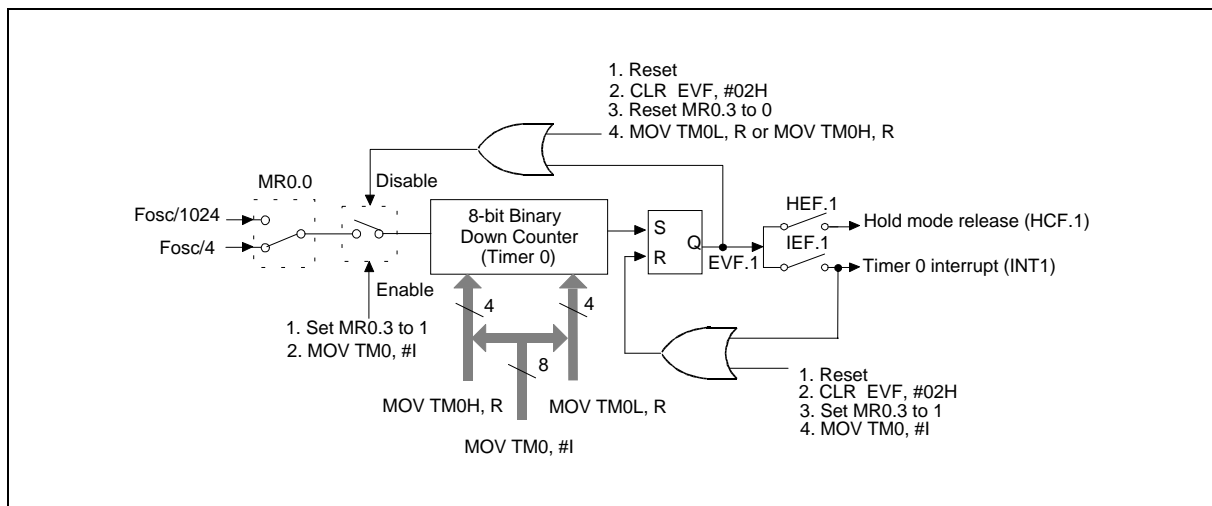 1. Reset
2. CLR EVF, #02H
3. Reset MR0.3 to 0
4. MOV TM0L, R or MOV TM0H, R
MR0.0
Disable
Fosc/1024
Fosc/4
8-bit Binary
Down Counter
(Timer 0)
S
Q
R
EVF.1
HEF.1
Hold mode release (HCF.1)
IEF.1
Timer 0 interrupt (INT1)
Enable
1. Set MR0.3 to 1
2. MOV TM0, #I
4
4
8
MOV TM0H, R
MOV TM0L, R
MOV TM0, #I
1. Reset
2. CLR EVF, #02H
3. Set MR0.3 to 1
4. MOV TM0, #I